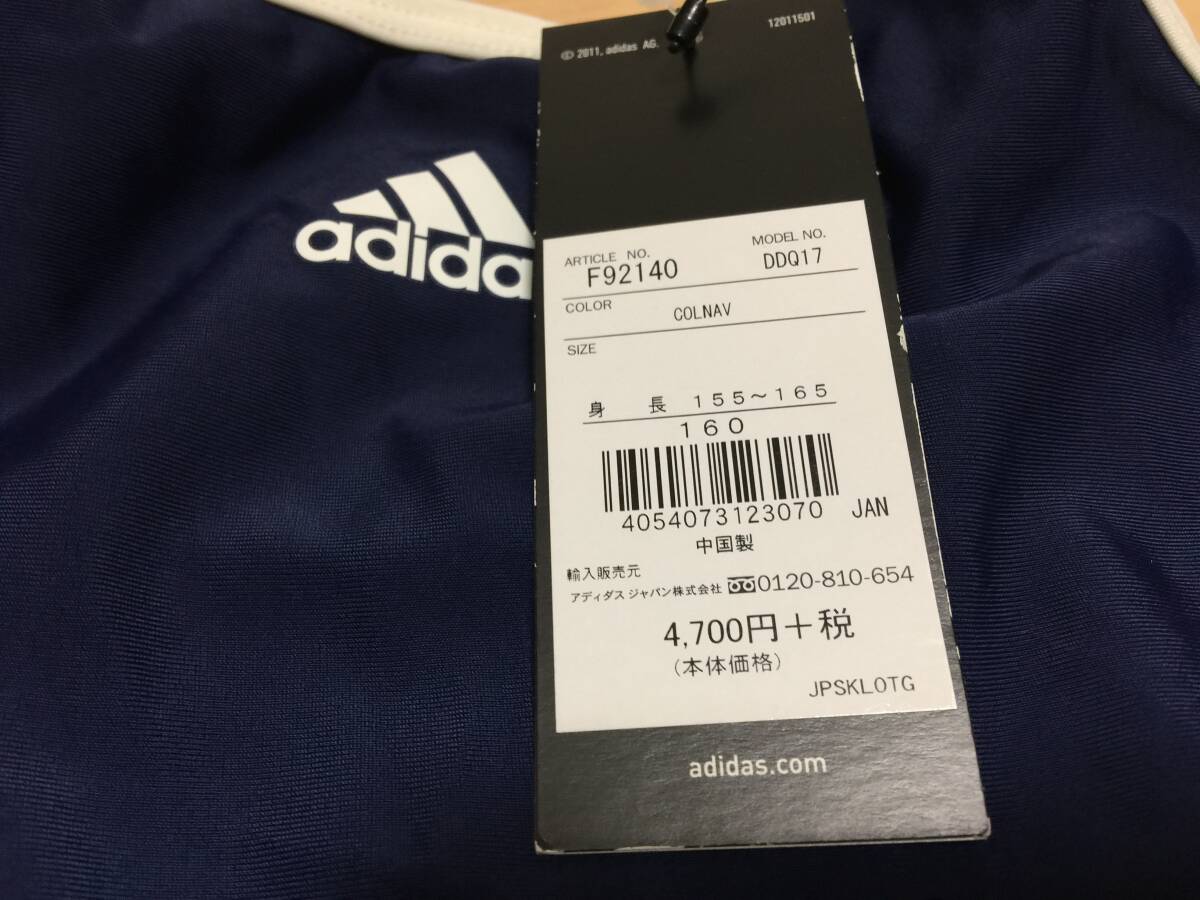 adidas
12011501
© 2011, adidas AG.
ARTICLE NO. MODEL NO.
F92140 DDQ17
COLOR COLNAV
SIZE
身 長 155～165
160
4054073123070 JAN
中国製
輸入販売元
アディダス ジャパン株式会社 0120-810-654
4,700円+税
(本体価格)
JPSKLOTG
adidas.com